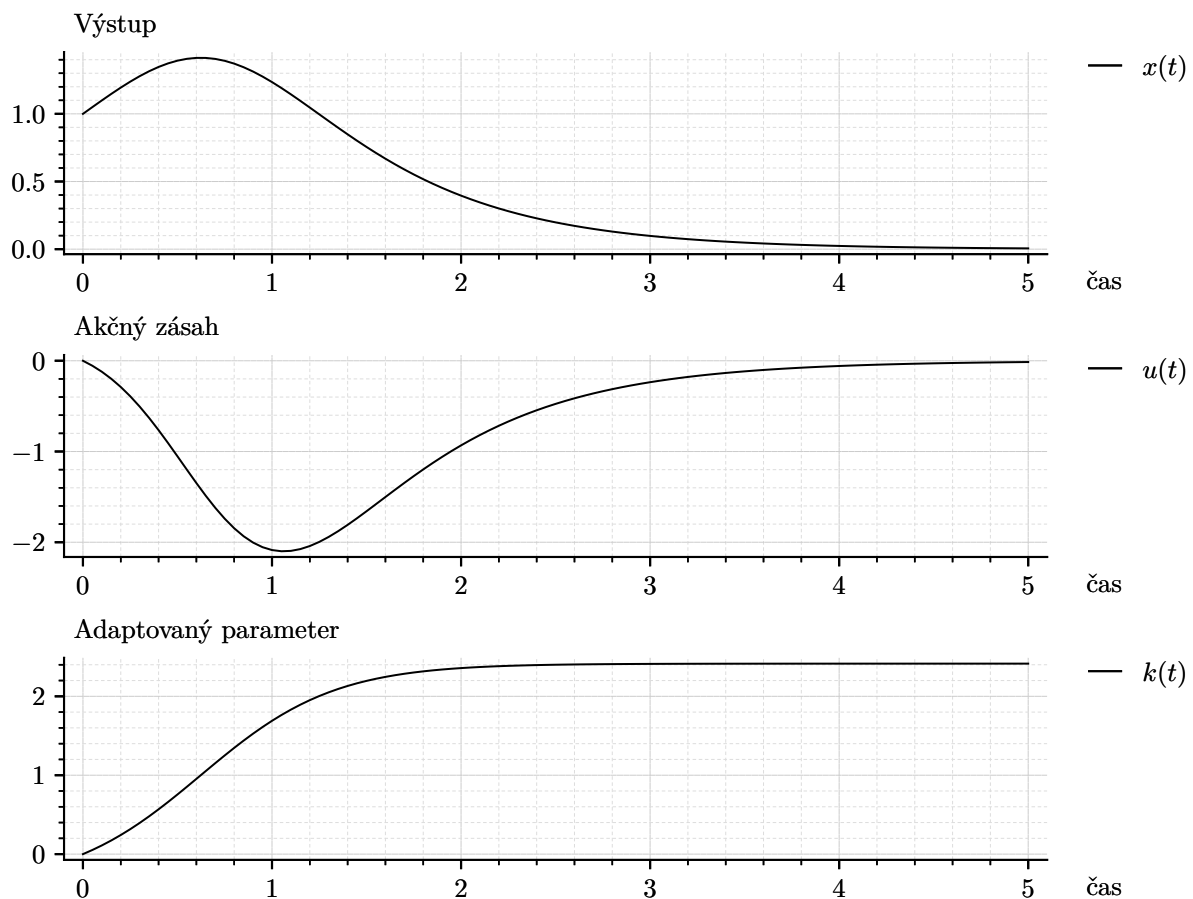 Výstup
x(t)
1.0
0.5
0.0
0 1 2 3 4 5 čas
Akčný zásah
u(t)
0
−1
−2
0 1 2 3 4 5 čas
Adaptovaný parameter
k(t)
2
1
0
0 1 2 3 4 5 čas